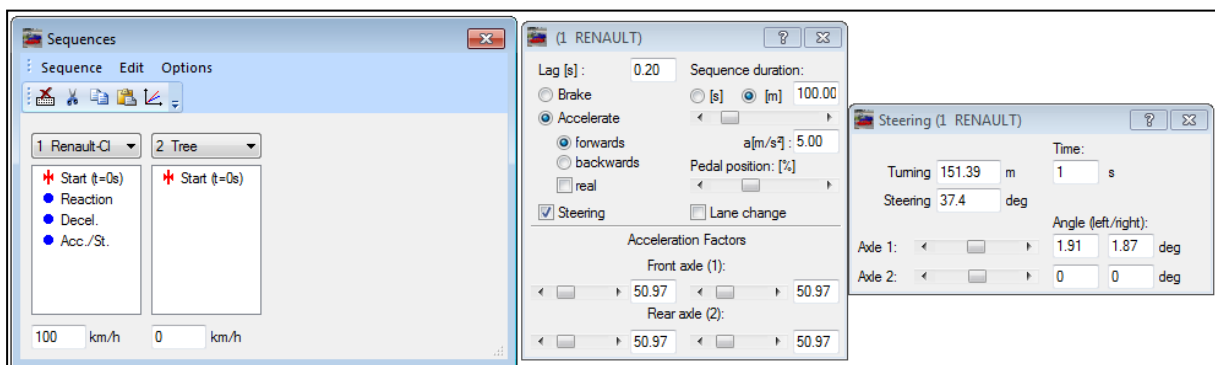 Sequences
Sequence Edit Options
1 Renault-Cl 2 Tree
Start (t=0s) Start (t=0s)
Reaction
Decel.
Acc./St.
100 km/h 0 km/h
(1 RENAULT)
Lag [s] : 0.20 Sequence duration:
Brake [s] [m] 100.00
Accelerate
forwards a[m/s²] : 5.00
backwards Pedal position: [%]
real
Steering Lane change
Acceleration Factors
Front axle (1):
50.97 50.97
Rear axle (2):
50.97 50.97
Steering (1 RENAULT)
Time:
Turning 151.39 m 1 s
Steering 37.4 deg
Angle (left/right):
Axle 1: 1.91 1.87 deg
Axle 2: 0 0 deg